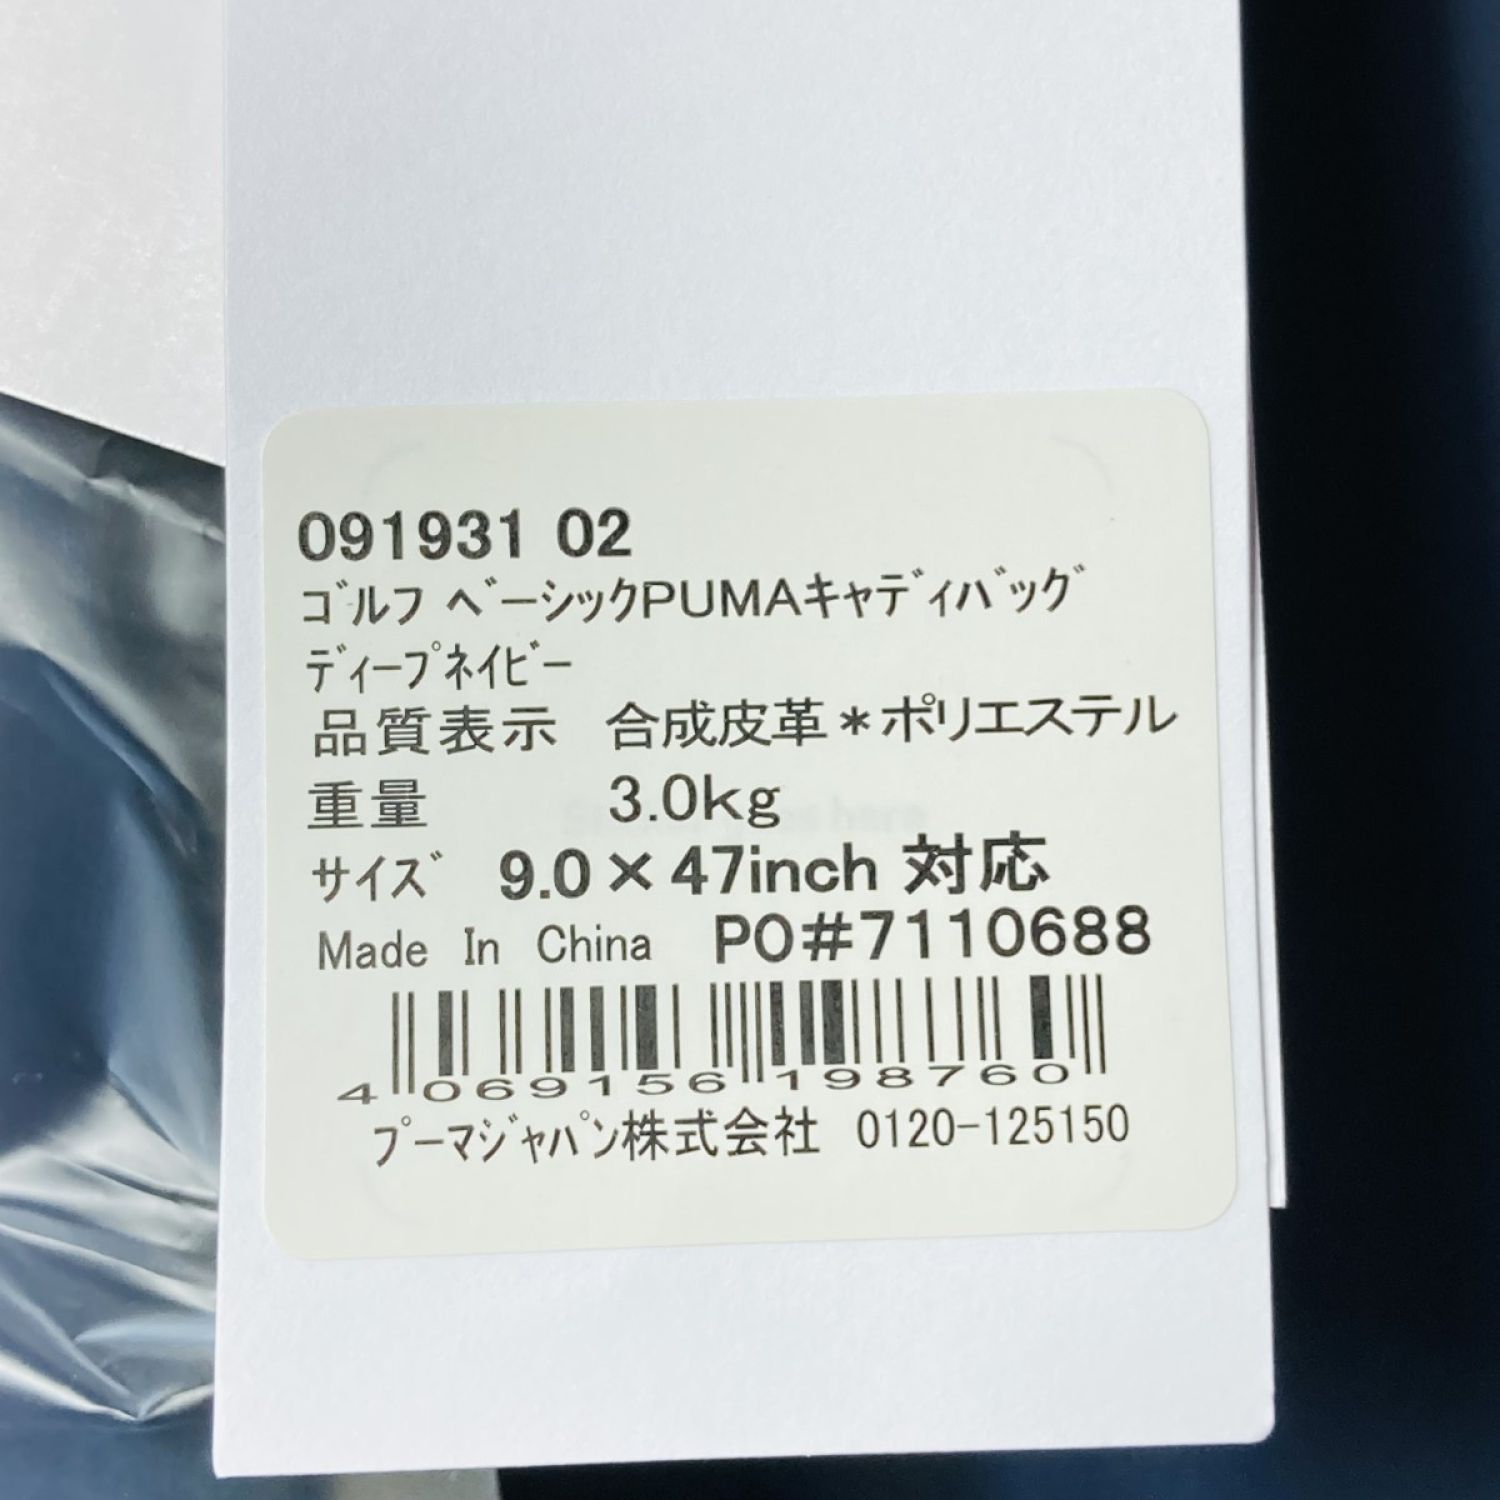 091931 02
ｺﾞﾙﾌ ﾍﾞｰｼｯｸPUMAｷｬﾃﾞｨﾊﾞｯｸﾞ
ﾃﾞｨｰﾌﾟﾈｲﾋﾞｰ
品質表示 合成皮革＊ポリエステル
重量 3.0kg
ｻｲｽﾞ 9.0×47inch 対応
Made In China PO#7110688
4 069156 198760
ﾌﾟｰﾏｼﾞｬﾊﾟﾝ株式会社 0120-125150